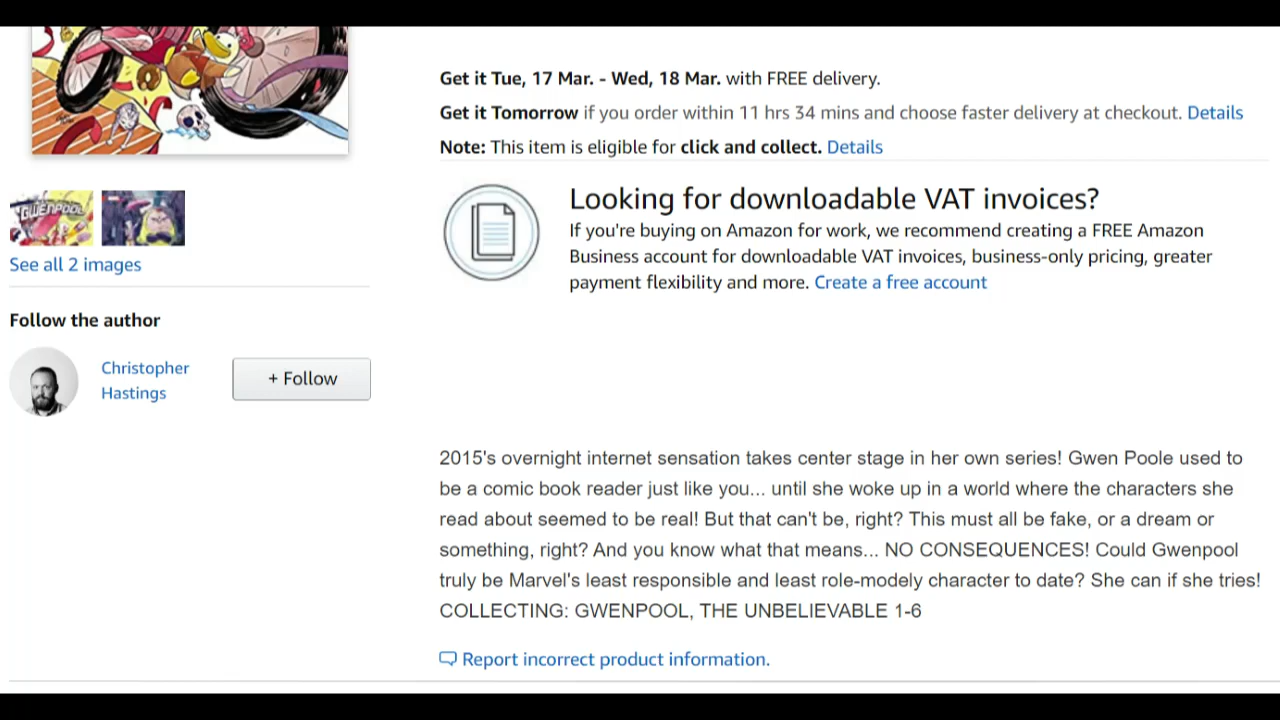 Get it Tue, 17 Mar. - Wed, 18 Mar. with FREE delivery.
Get it Tomorrow if you order within 11 hrs 34 mins and choose faster delivery at checkout. Details
Note: This item is eligible for click and collect. Details
GWENPOOL
See all 2 images
Looking for downloadable VAT invoices?
If you're buying on Amazon for work, we recommend creating a FREE Amazon
Business account for downloadable VAT invoices, business-only pricing, greater
payment flexibility and more. Create a free account
Follow the author
Christopher
Hastings
+ Follow
2015's overnight internet sensation takes center stage in her own series! Gwen Poole used to
be a comic book reader just like you... until she woke up in a world where the characters she
read about seemed to be real! But that can't be, right? This must all be fake, or a dream or
something, right? And you know what that means... NO CONSEQUENCES! Could Gwenpool
truly be Marvel's least responsible and least role-modely character to date? She can if she tries!
COLLECTING: GWENPOOL, THE UNBELIEVABLE 1-6
Report incorrect product information.